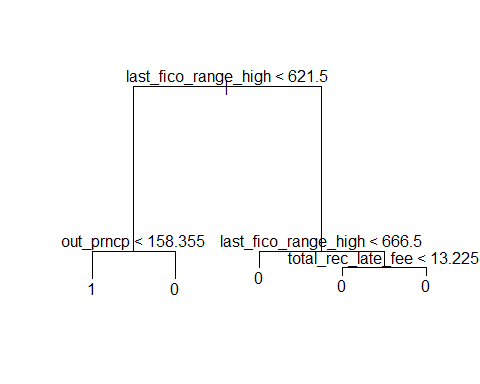 last_fico_range_high < 621.5
out_prncp < 158.355
last_fico_range_high < 666.5
total_rec_late_fee < 13.225
1
0
0
0
0